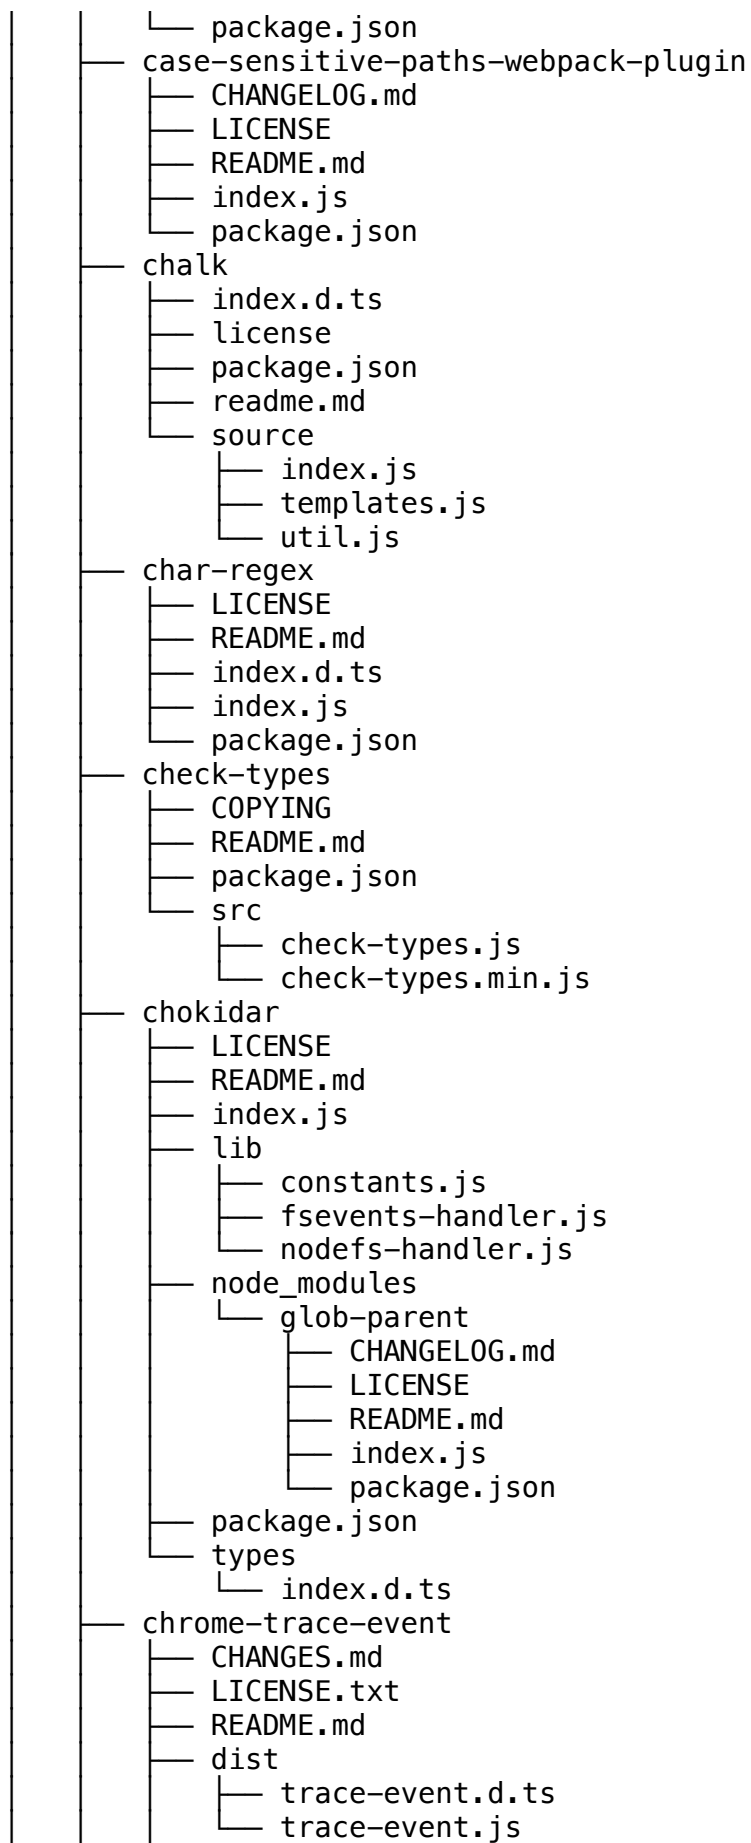 │   │   └── package.json
│   ├── case-sensitive-paths-webpack-plugin
│   │   ├── CHANGELOG.md
│   │   ├── LICENSE
│   │   ├── README.md
│   │   ├── index.js
│   │   └── package.json
│   ├── chalk
│   │   ├── index.d.ts
│   │   ├── license
│   │   ├── package.json
│   │   ├── readme.md
│   │   └── source
│   │       ├── index.js
│   │       ├── templates.js
│   │       └── util.js
│   ├── char-regex
│   │   ├── LICENSE
│   │   ├── README.md
│   │   ├── index.d.ts
│   │   ├── index.js
│   │   └── package.json
│   ├── check-types
│   │   ├── COPYING
│   │   ├── README.md
│   │   ├── package.json
│   │   └── src
│   │       ├── check-types.js
│   │       └── check-types.min.js
│   ├── chokidar
│   │   ├── LICENSE
│   │   ├── README.md
│   │   ├── index.js
│   │   ├── lib
│   │   │   ├── constants.js
│   │   │   ├── fsevents-handler.js
│   │   │   └── nodefs-handler.js
│   │   ├── node_modules
│   │   │   └── glob-parent
│   │   │       ├── CHANGELOG.md
│   │   │       ├── LICENSE
│   │   │       ├── README.md
│   │   │       ├── index.js
│   │   │       └── package.json
│   │   ├── package.json
│   │   └── types
│   │       └── index.d.ts
│   ├── chrome-trace-event
│   │   ├── CHANGES.md
│   │   ├── LICENSE.txt
│   │   ├── README.md
│   │   ├── dist
│   │   │   ├── trace-event.d.ts
│   │   │   └── trace-event.js